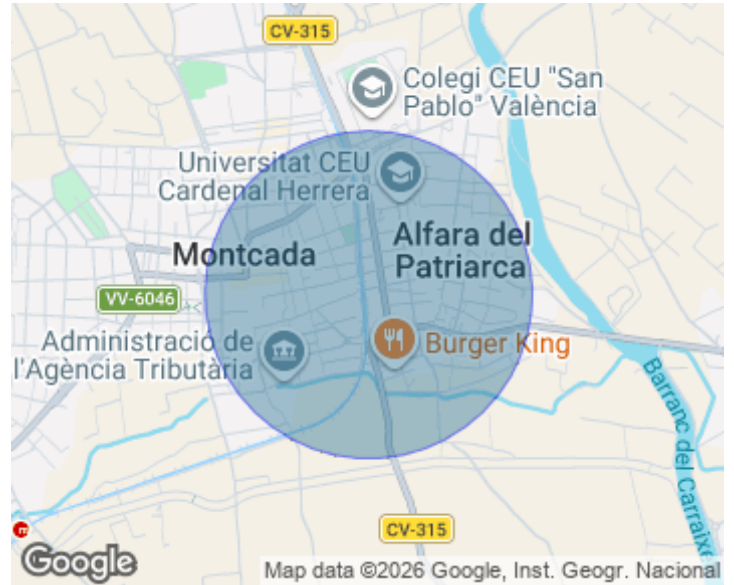 CV-315
Colegi CEU "San
Pablo" València
Universitat CEU
Cardenal Herrera
Montcada
Alfara del
Patriarca
VV-6046
Administració de
l'Agència Tributària
Burger King
Barranc del Carraixe
CV-315
Google
Map data ©2026 Google, Inst. Geogr. Nacional